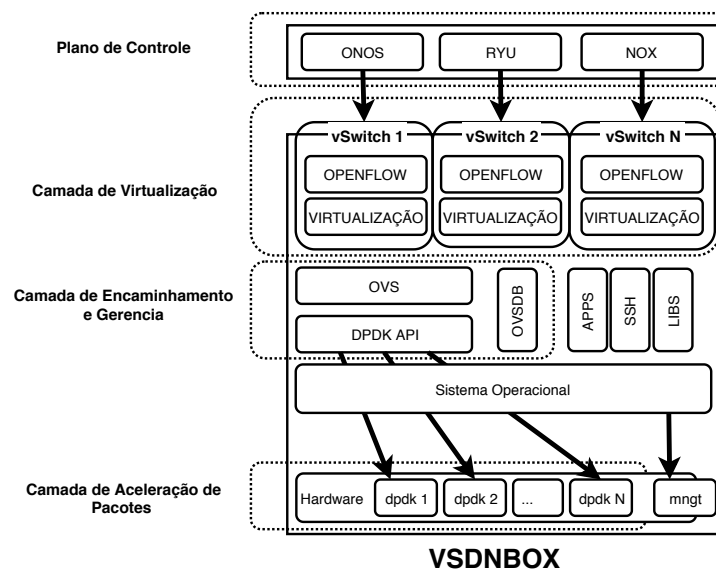 Plano de Controle
ONOS
RYU
NOX
vSwitch 1
vSwitch 2
vSwitch N
Camada de Virtualização
OPENFLOW
OPENFLOW
OPENFLOW
VIRTUALIZAÇÃO
VIRTUALIZAÇÃO
VIRTUALIZAÇÃO
Camada de Encaminhamento
e Gerencia
OVS
DPDK API
OVSDB
APPS
SSH
LIBS
Sistema Operacional
Camada de Aceleração de
Pacotes
Hardware
dpdk 1
dpdk 2
...
dpdk N
mngt
VSDNBOX